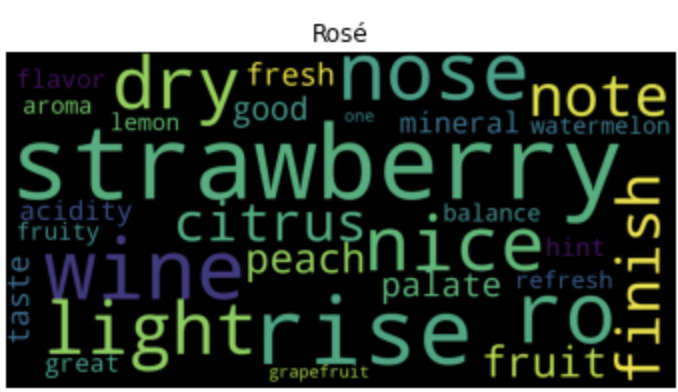 Rosé
flavor dry fresh nose note
aroma lemon good one mineral watermelon
strawberry
acidity citrus balance
fruity nice hint
wine peach palate refresh
taste light rise ro finish
great grapefruit fruit